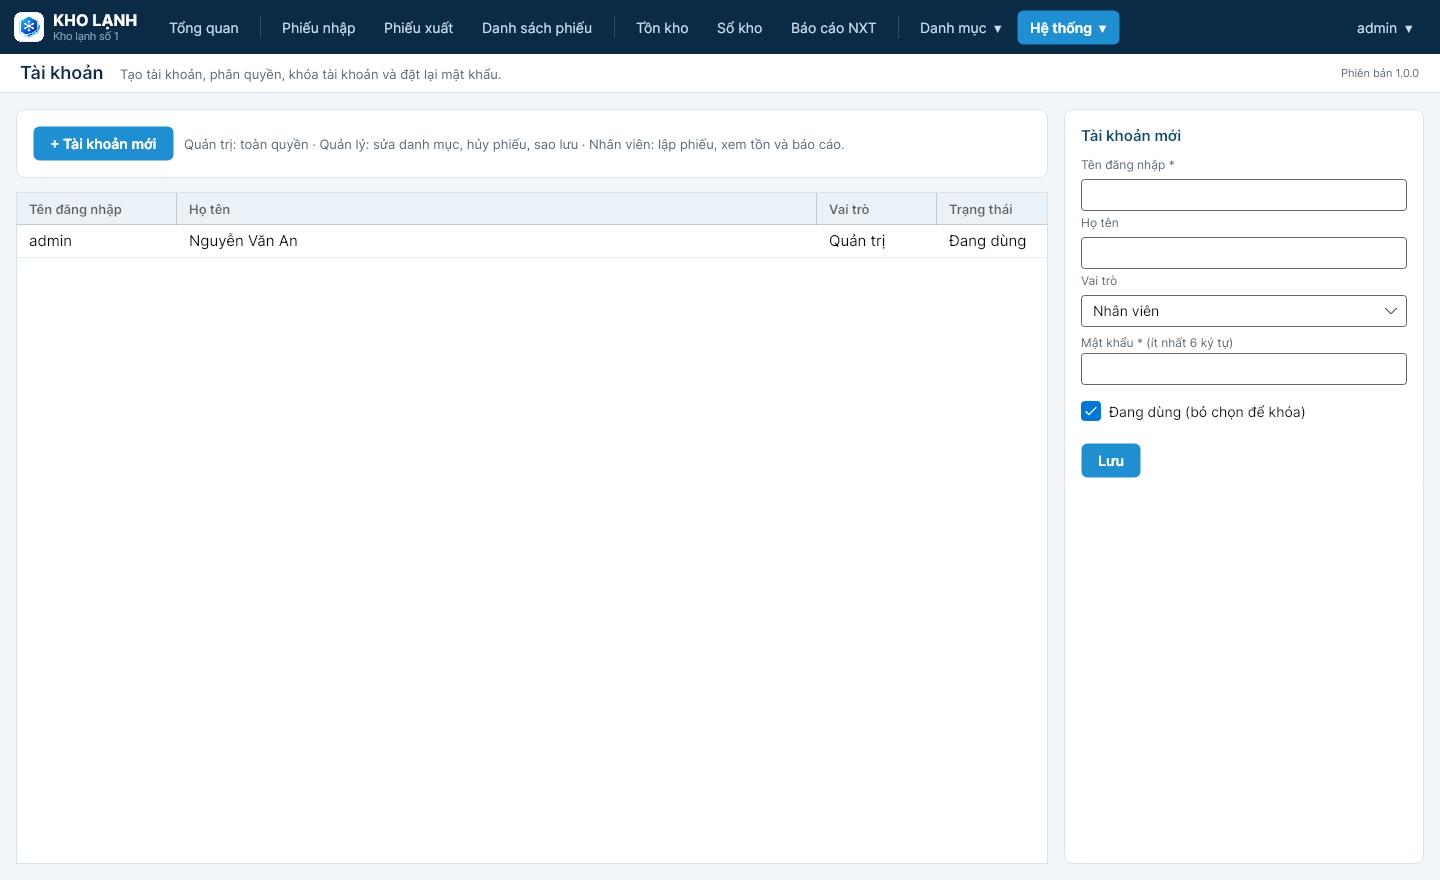 KHO LẠNH
Kho lạnh số 1
Tổng quan
Phiếu nhập
Phiếu xuất
Danh sách phiếu
Tồn kho
Sổ kho
Báo cáo NXT
Danh mục ▾
Hệ thống ▾
admin ▾
Tài khoản
Tạo tài khoản, phân quyền, khóa tài khoản và đặt lại mật khẩu.
Phiên bản 1.0.0
+ Tài khoản mới
Quản trị: toàn quyền · Quản lý: sửa danh mục, hủy phiếu, sao lưu · Nhân viên: lập phiếu, xem tồn và báo cáo.
Tên đăng nhập Họ tên Vai trò Trạng thái
admin Nguyễn Văn An Quản trị Đang dùng
Tài khoản mới
Tên đăng nhập *
Họ tên
Vai trò
Nhân viên
Mật khẩu * (ít nhất 6 ký tự)
Đang dùng (bỏ chọn để khóa)
Lưu